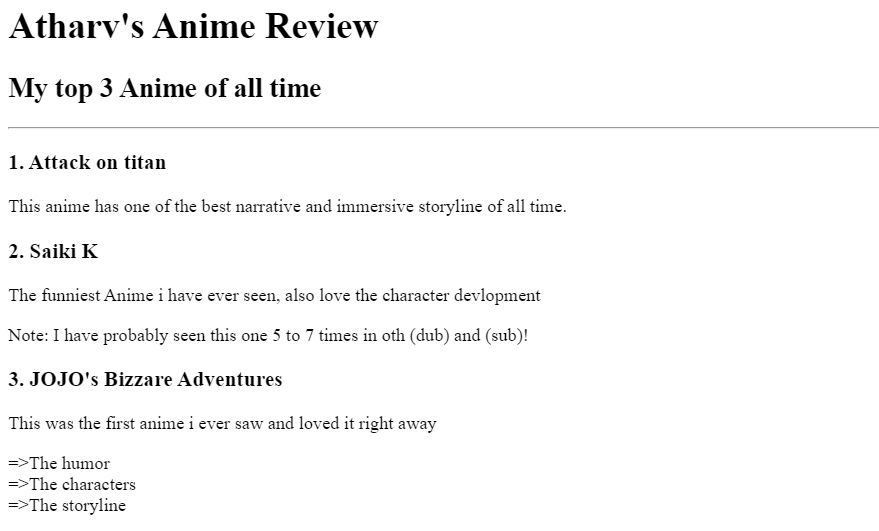 Atharv's Anime Review
My top 3 Anime of all time
1. Attack on titan
This anime has one of the best narrative and immersive storyline of all time.
2. Saiki K
The funniest Anime i have ever seen, also love the character devlopment
Note: I have probably seen this one 5 to 7 times in oth (dub) and (sub)!
3. JOJO's Bizzare Adventures
This was the first anime i ever saw and loved it right away
=>The humor
=>The characters
=>The storyline